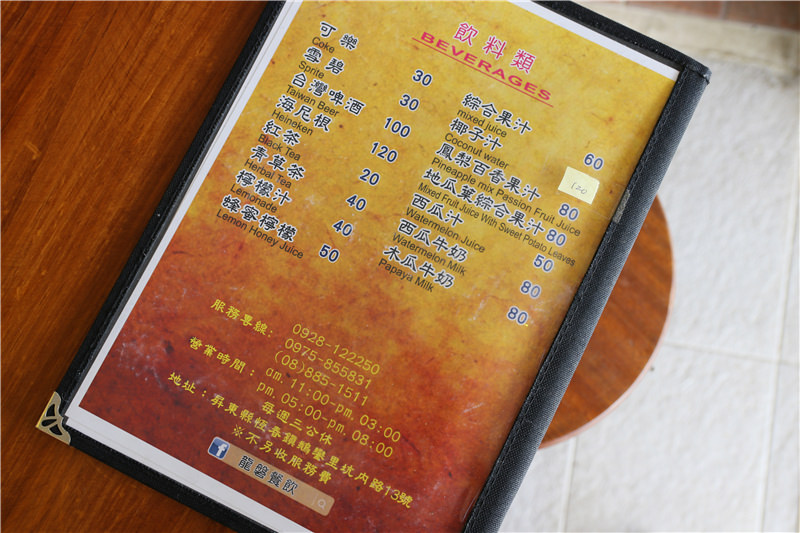 飲料類
BEVERAGES
可樂 30
Coke
雪碧 30
Sprite
台灣啤酒 100
Taiwan Beer
海尼根 120
Heineken
紅茶 20
Black Tea
青草茶 40
Herbal Tea
檸檬汁 40
Lemonade
蜂蜜檸檬 50
Lemon Honey Juice
綜合果汁 60
mixed juice
椰子汁 120
Coconut water
鳳梨百香果汁 80
Pineapple mix Passion Fruit Juice
地瓜葉綜合果汁 80
Mixed Fruit Juice With Sweet Potato Leaves
西瓜汁 50
Watermelon Juice
西瓜牛奶 80
Watermelon Milk
木瓜牛奶 80
Papaya Milk
服務專線: 0928-122250
0975-855831
(08)885-1511
營業時間: am.11:00-pm.03:00
pm.05:00-pm.08:00
每週三公休
地址:屏東縣恆春鎮鵝鑾里坑內路13號
※不另收服務費
f 龍磐餐飲